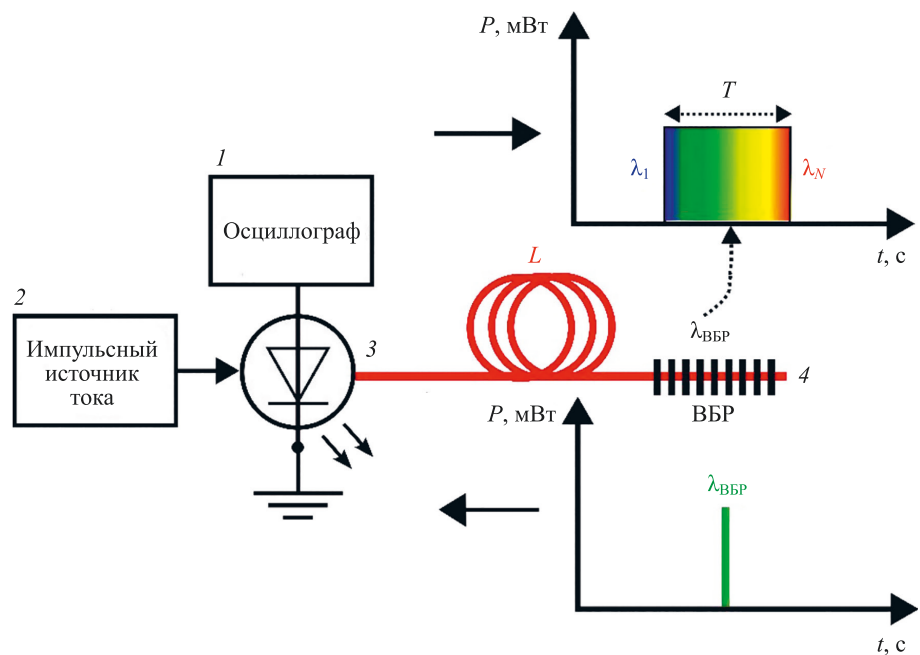 P, мВт
T
λ1
λN
t, с
1
Осциллограф
2
Импульсный
источник
тока
3
L
λВБР
4
ВБР
P, мВт
λВБР
t, с